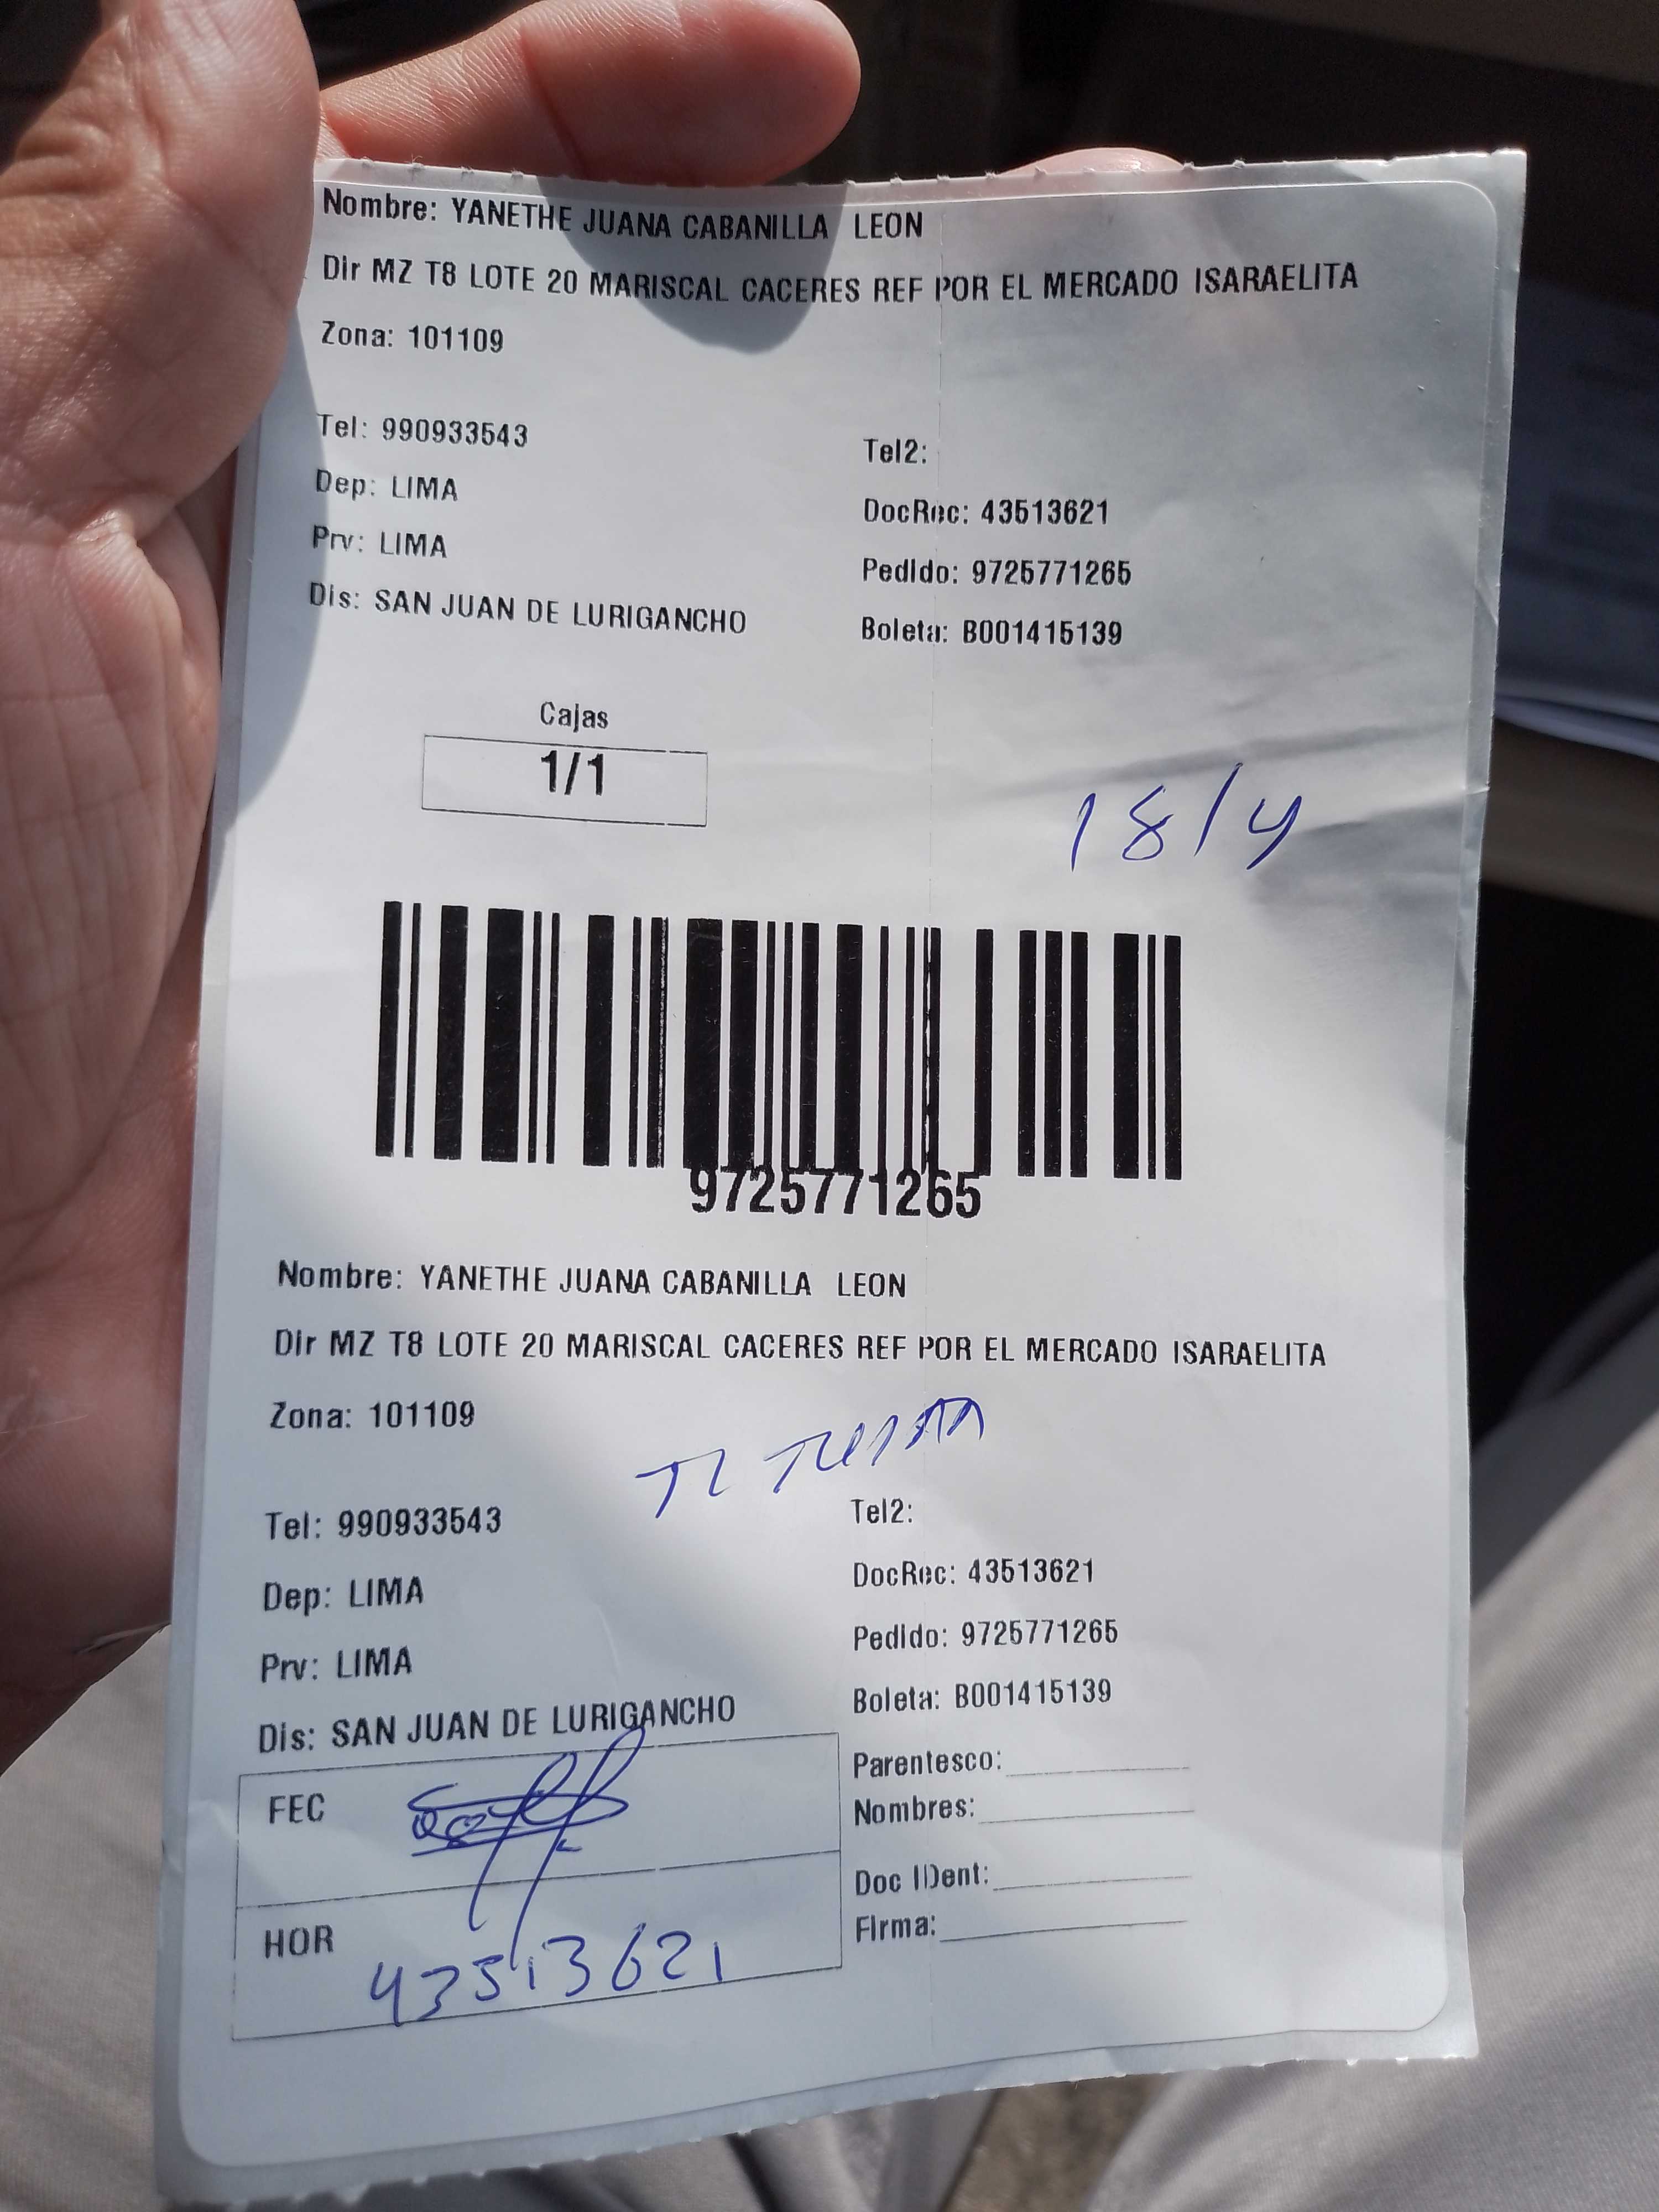 Nombre: YANETHE JUANA CABANILLA LEON
Dir MZ T8 LOTE 20 MARISCAL CACERES REF POR EL MERCADO ISARAELITA
Zona: 101109
Tel: 990933543
Tel2:
Dep: LIMA
DocRec: 43513621
Prv: LIMA
Pedido: 9725771265
Dis: SAN JUAN DE LURIGANCHO
Boleta: B001415139
Cajas
1/1
18/4
9725771265
Nombre: YANETHE JUANA CABANILLA LEON
Dir MZ T8 LOTE 20 MARISCAL CACERES REF POR EL MERCADO ISARAELITA
Zona: 101109
Tel: 990933543
Tel2:
Dep: LIMA
DocRec: 43513621
Prv: LIMA
Pedido: 9725771265
Dis: SAN JUAN DE LURIGANCHO
Boleta: B001415139
Parentesco:
FEC
Nombres:
Doc IDent:
HOR
Firma:
43513621